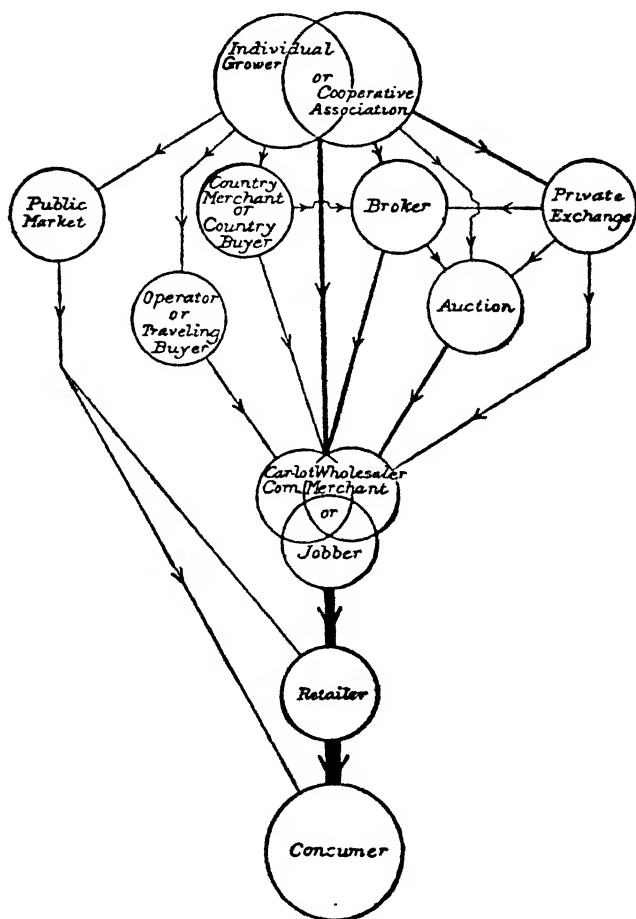 Individual
Grower
or
Cooperative
Association
Public
Market
Country
Merchant
or
Country
Buyer
Broker
Private
Exchange
Operator
or
Traveling
Buyer
Auction
Carlot Wholesaler
Com. Merchant
or
Jobber
Retailer
Consumer